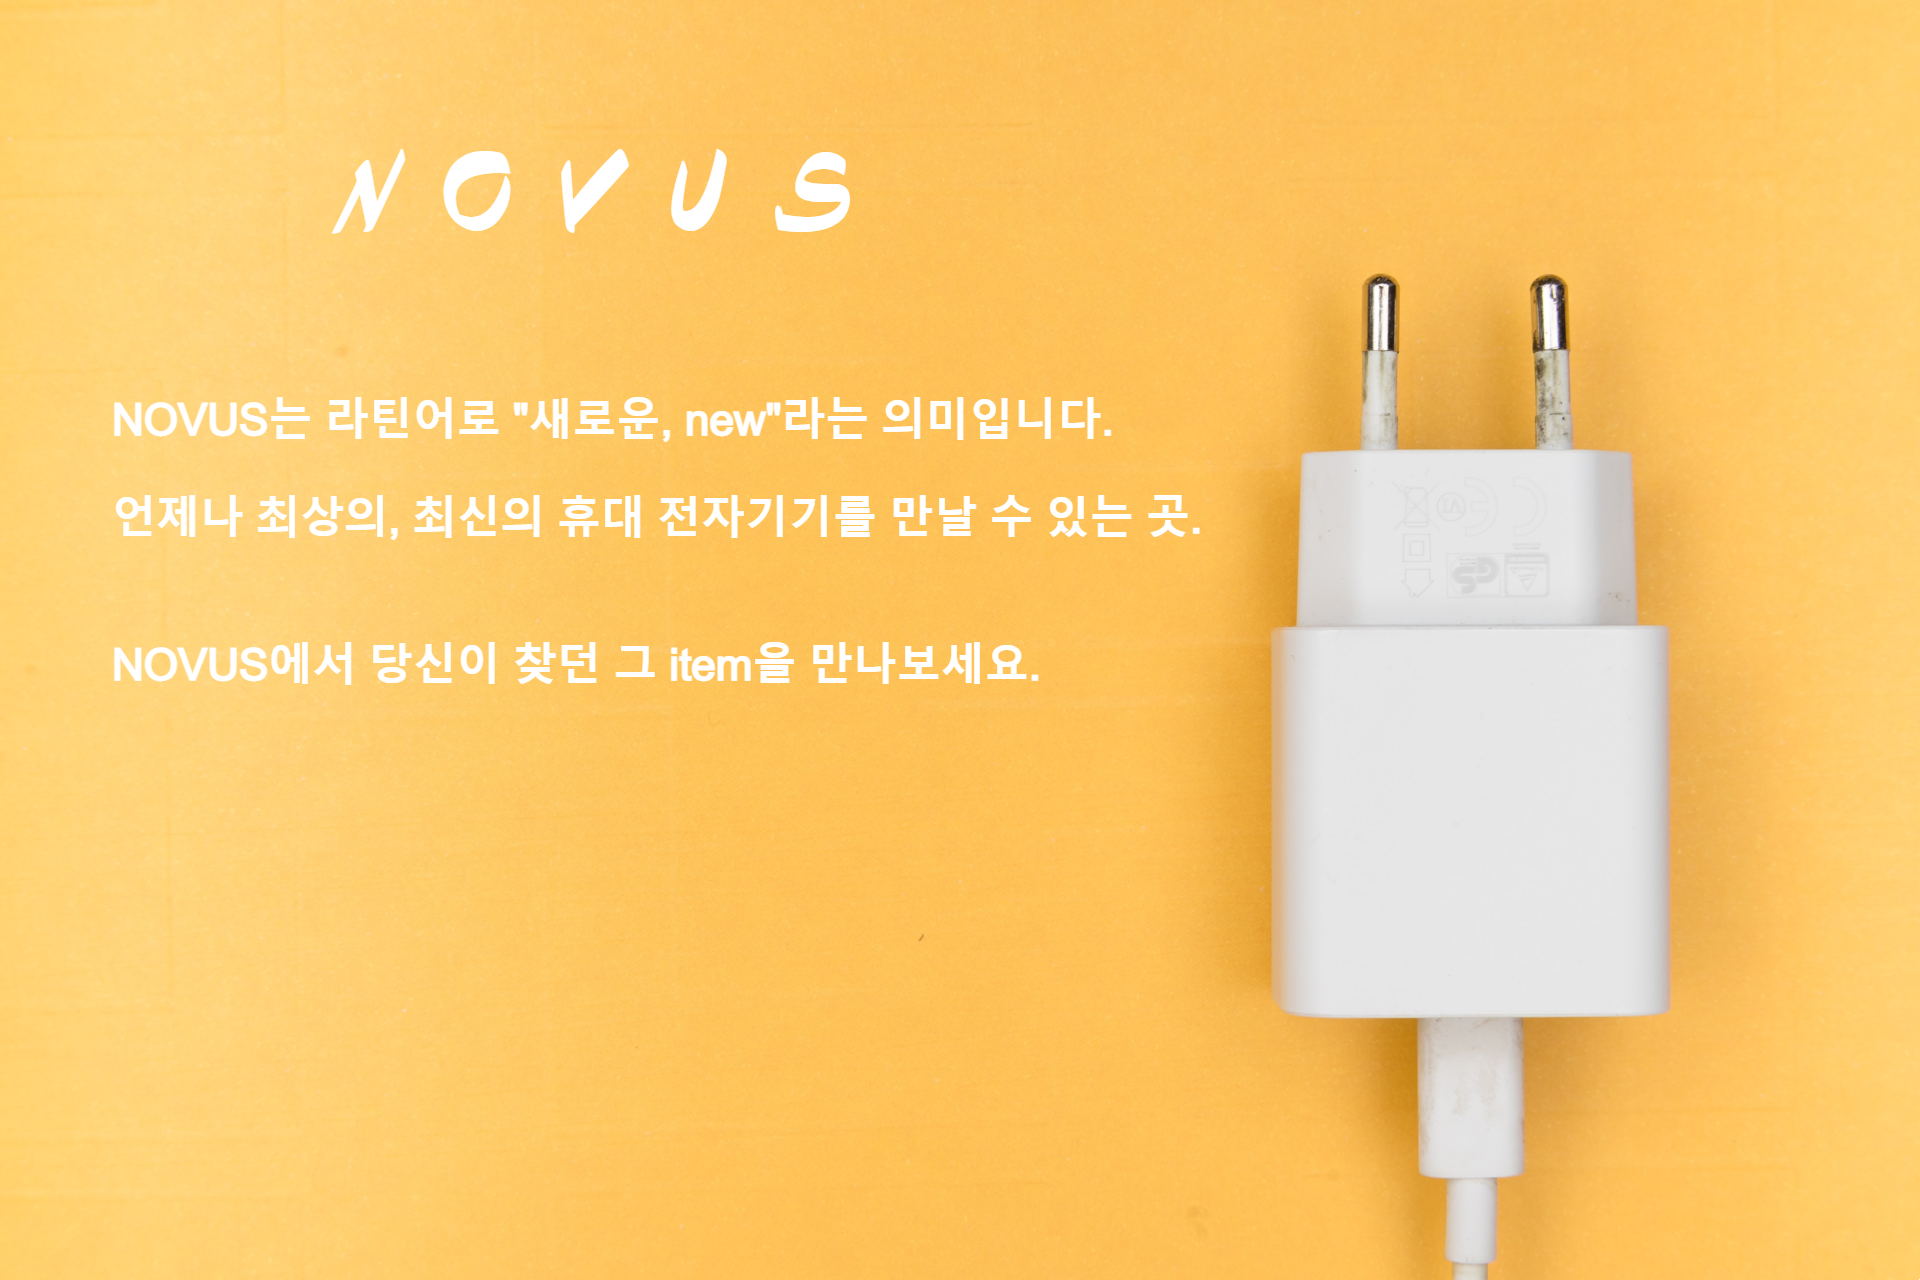 NOVUS
NOVUS는 라틴어로 "새로운, new"라는 의미입니다.
언제나 최상의, 최신의 휴대 전자기기를 만날 수 있는 곳.
NOVUS에서 당신이 찾던 그 item을 만나보세요.